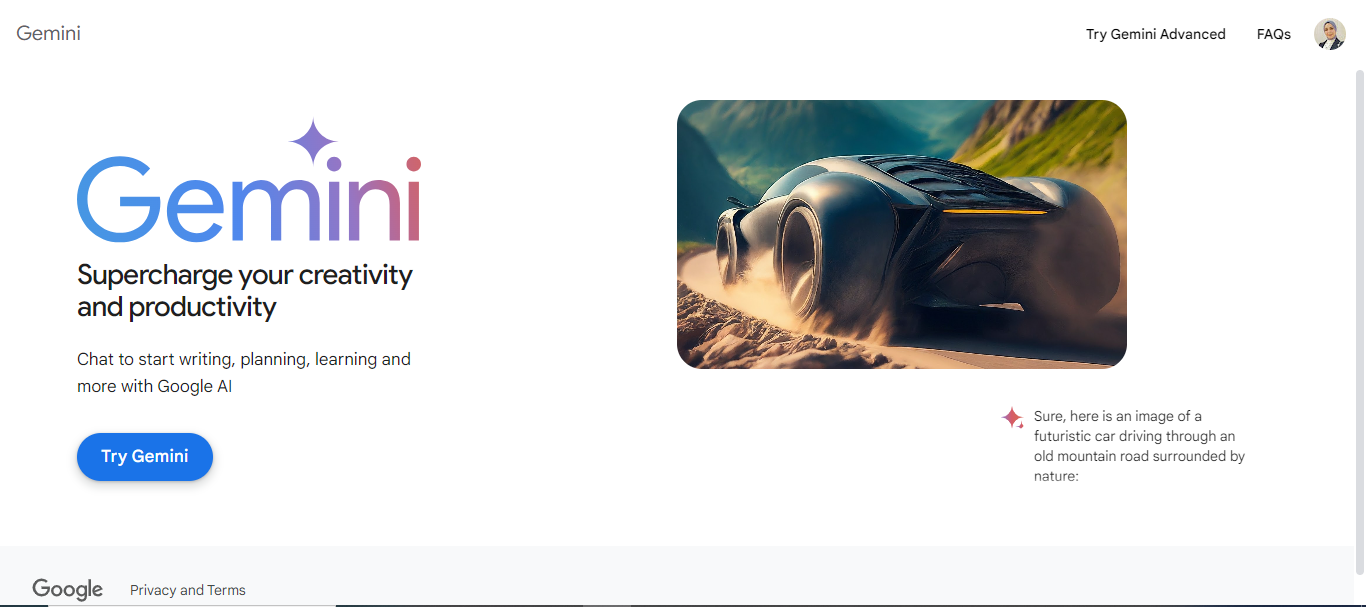 Gemini
Try Gemini Advanced
FAQs
Gemini
Supercharge your creativity
and productivity
Chat to start writing, planning, learning and
more with Google AI
Try Gemini
Sure, here is an image of a
futuristic car driving through an
old mountain road surrounded by
nature:
Google
Privacy and Terms